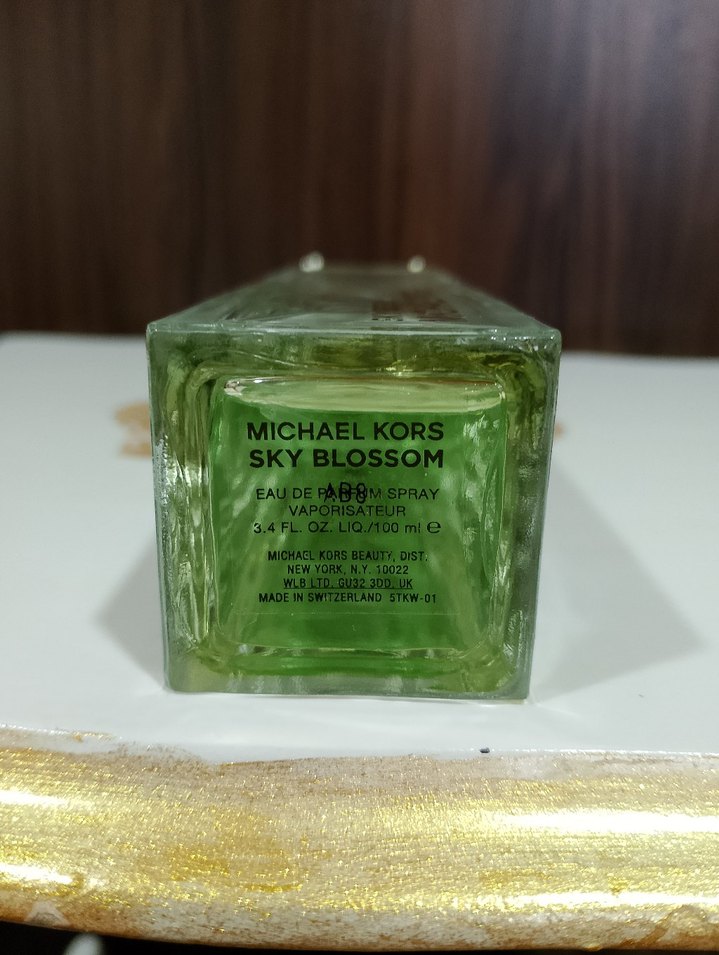 MICHAEL KORS
SKY BLOSSOM
AB8
EAU DE PARFUM SPRAY
VAPORISATEUR
3.4 FL. OZ. LIQ./100 ml ℮
MICHAEL KORS BEAUTY, DIST.
NEW YORK, N.Y. 10022
WLB LTD. GU32 3DD. UK
MADE IN SWITZERLAND 5TKW-01